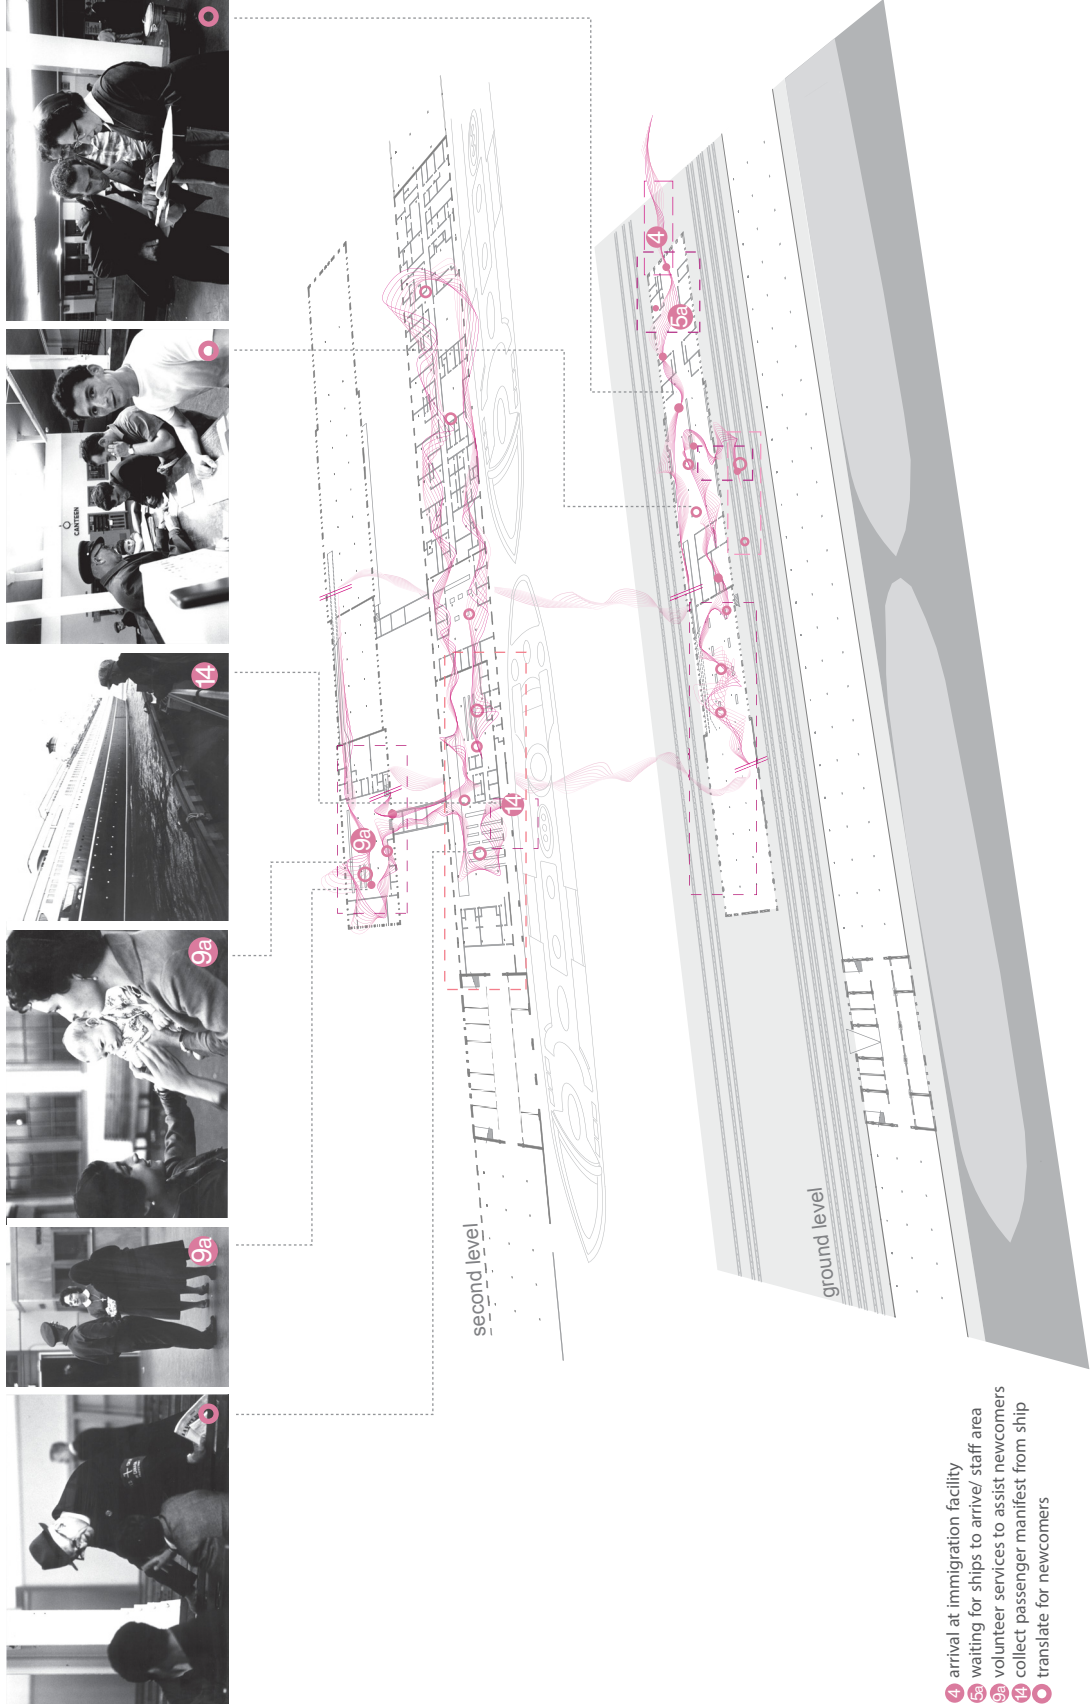 CANTEEN
14
9a
9a
9a
14
second level
4
5a
ground level
4 arrival at immigration facility
5a waiting for ships to arrive/ staff area
9a volunteer services to assist newcomers
14 collect passenger manifest from ship
translate for newcomers